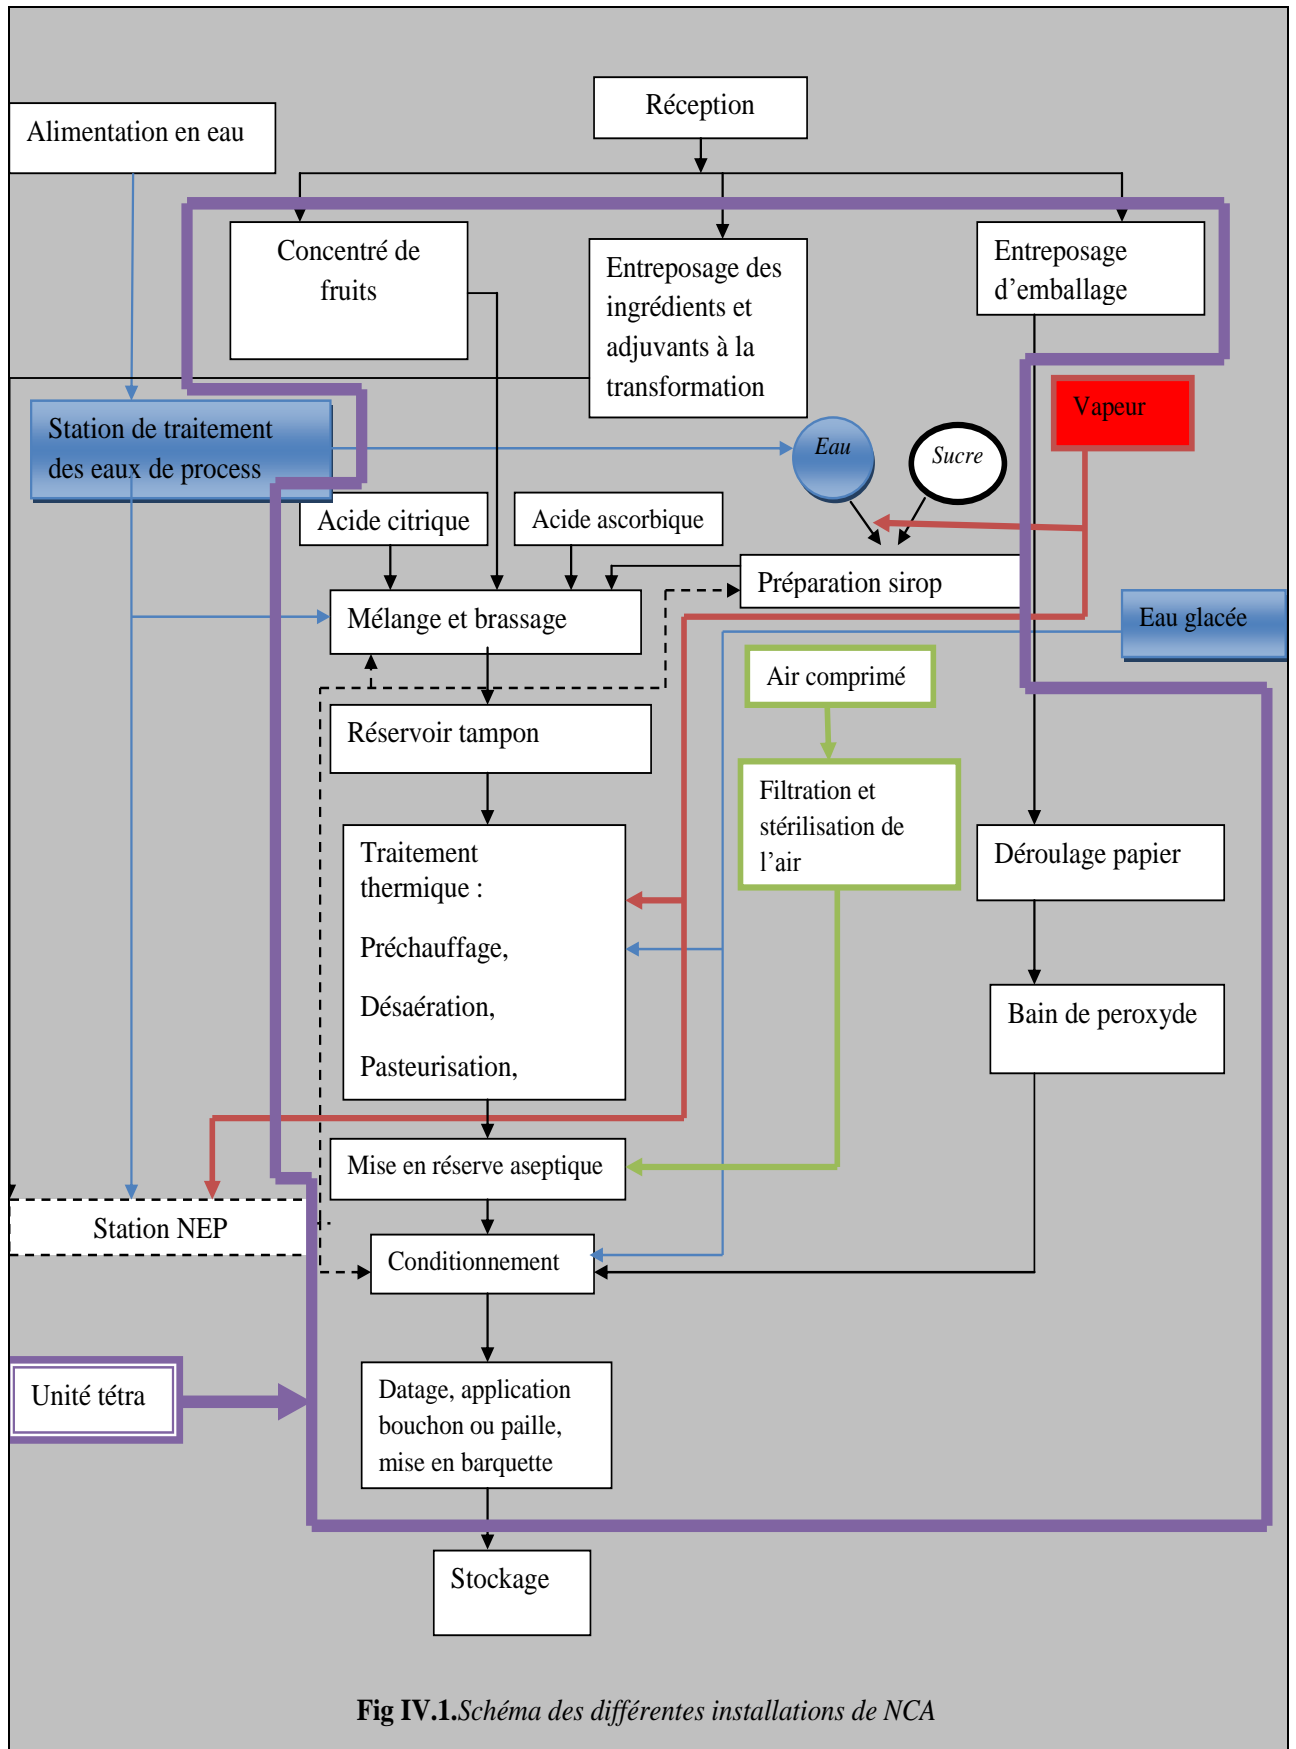 Réception
Alimentation en eau
Concentré de
fruits
Entreposage des
ingrédients et
adjuvants à la
transformation
Entreposage
d’emballage
Station de traitement
des eaux de process
Eau
Sucre
Vapeur
Acide citrique
Acide ascorbique
Préparation sirop
Mélange et brassage
Eau glacée
Air comprimé
Réservoir tampon
Filtration et
stérilisation de
l’air
Traitement
thermique :
Préchauffage,
Désaération,
Pasteurisation,
Déroulage papier
Bain de peroxyde
Mise en réserve aseptique
Station NEP
Conditionnement
Unité tétra
Datage, application
bouchon ou paille,
mise en barquette
Stockage
Fig IV.1.Schéma des différentes installations de NCA